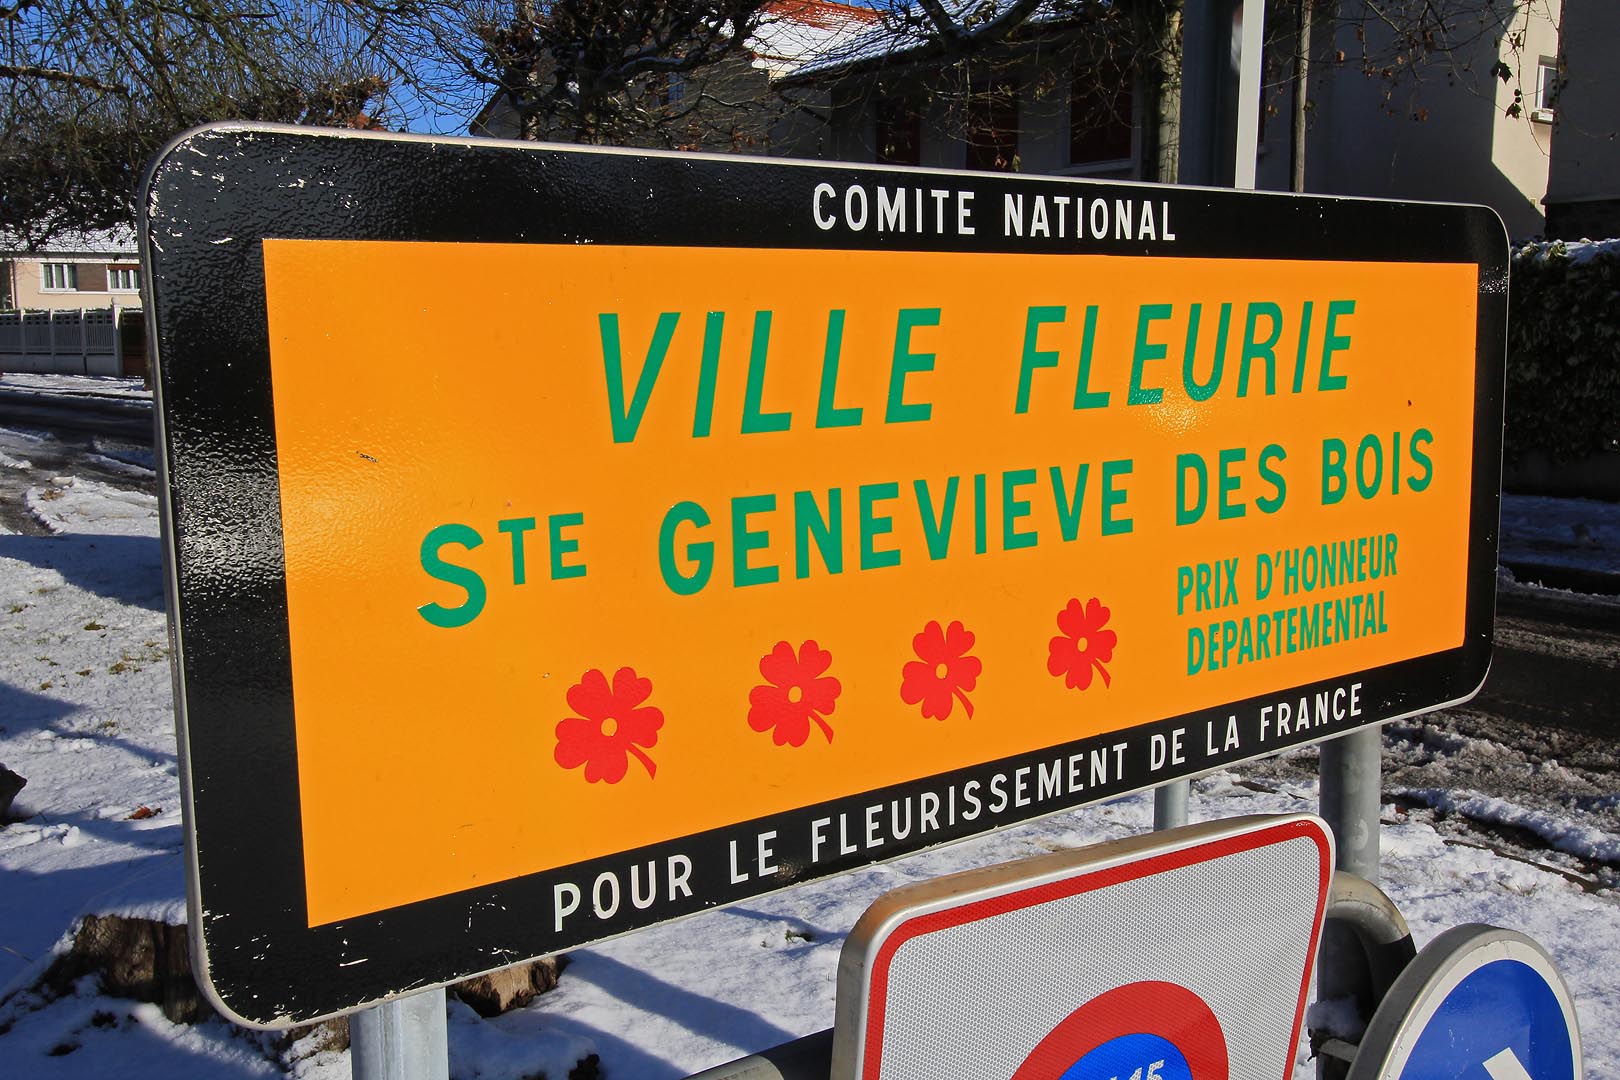 COMITE NATIONAL
VILLE FLEURIE
STE GENEVIEVE DES BOIS
PRIX D'HONNEUR
DEPARTEMENTAL
POUR LE FLEURISSEMENT DE LA FRANCE